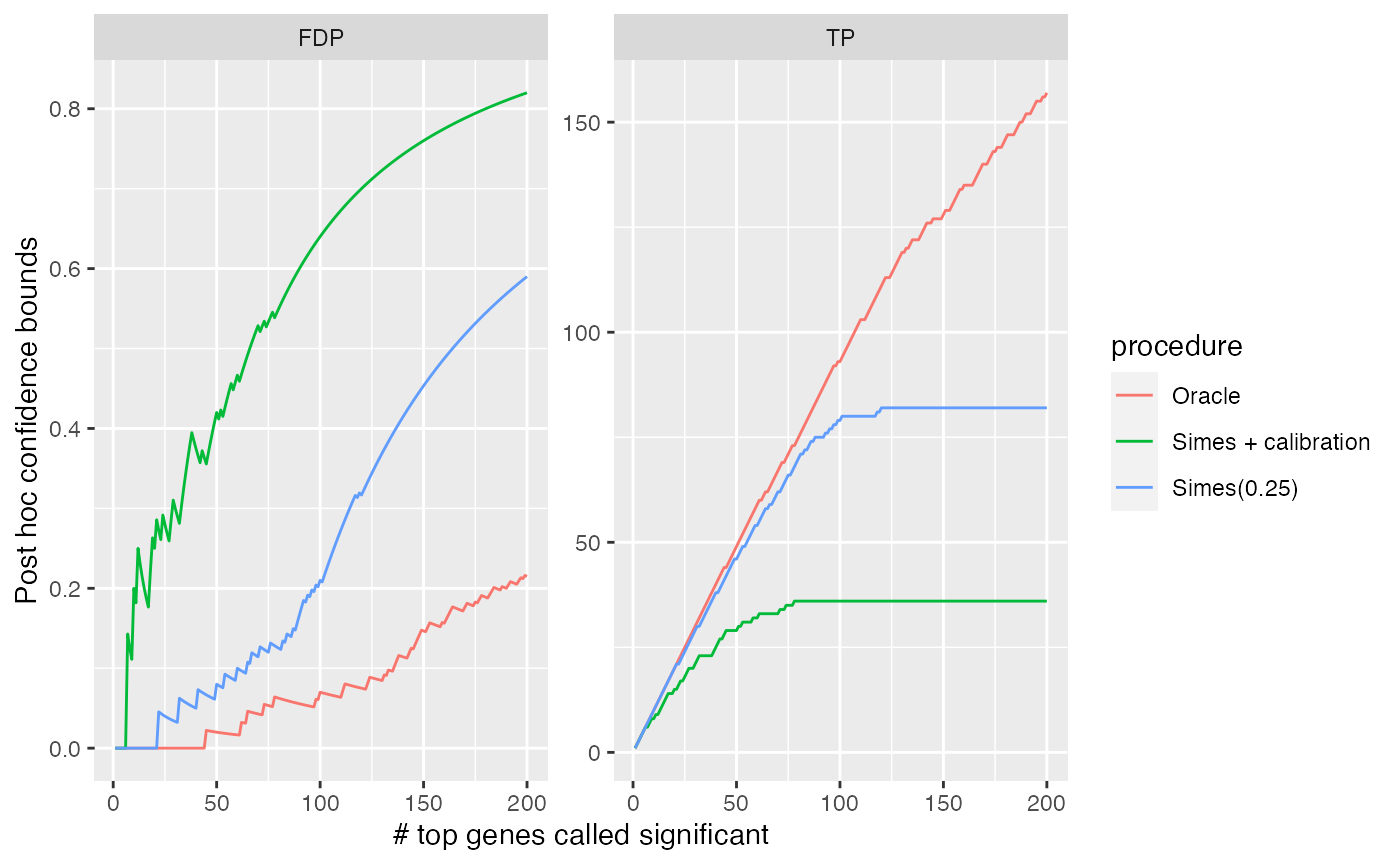 FDP
TP
Post hoc confidence bounds
0.8
0.6
0.4
0.2
0.0
150
100
50
0
0 50 100 150 200
0 50 100 150 200
# top genes called significant
procedure
Oracle
Simes + calibration
Simes(0.25)